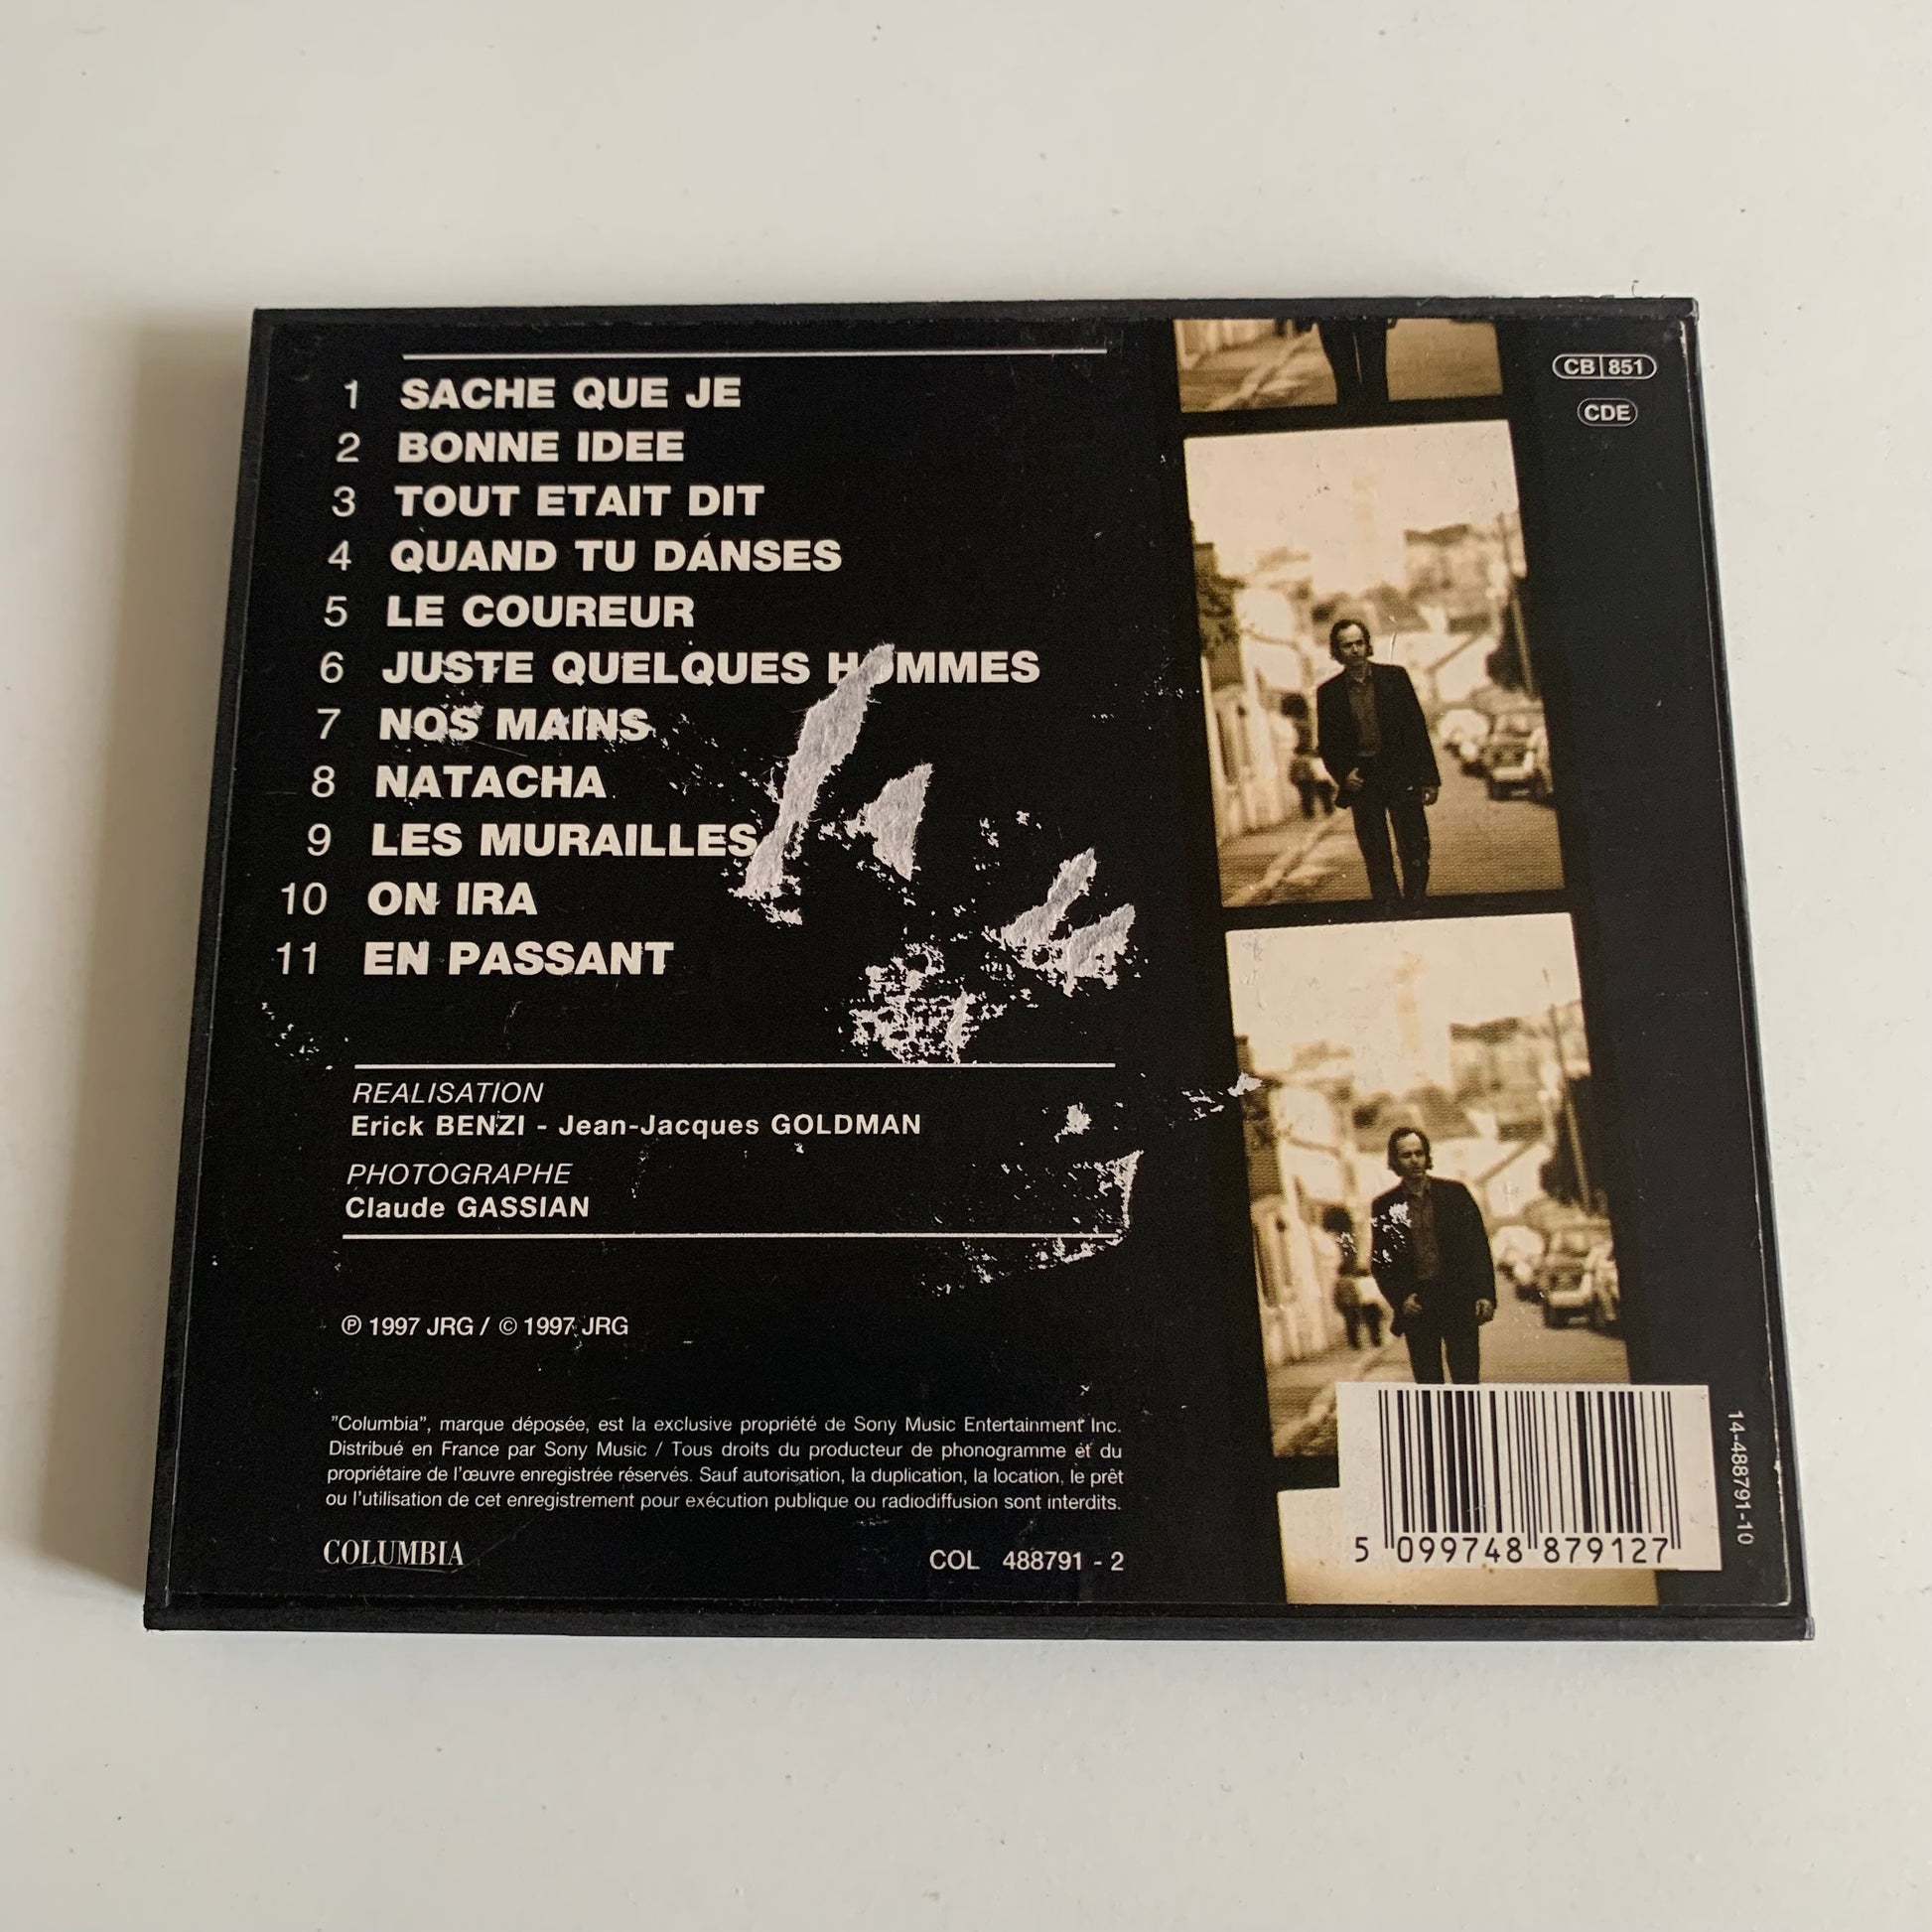 1 SACHE QUE JE
2 BONNE IDEE
3 TOUT ETAIT DIT
4 QUAND TU DANSES
5 LE COUREUR
6 JUSTE QUELQUES HOMMES
7 NOS MAINS
8 NATACHA
9 LES MURAILLES
10 ON IRA
11 EN PASSANT
REALISATION
Erick BENZI - Jean-Jacques GOLDMAN
PHOTOGRAPHE
Claude GASSIAN
℗ 1997 JRG / © 1997 JRG
"Columbia", marque déposée, est la exclusive propriété de Sony Music Entertainment Inc.
Distribué en France par Sony Music / Tous droits du producteur de phonogramme et du
propriétaire de l'œuvre enregistrée réservés. Sauf autorisation, la duplication, la location, le prêt
ou l'utilisation de cet enregistrement pour exécution publique ou radiodiffusion sont interdits.
COLUMBIA
COL 488791 - 2
CB 851
CDE
5 099748 879127
14-488791-10